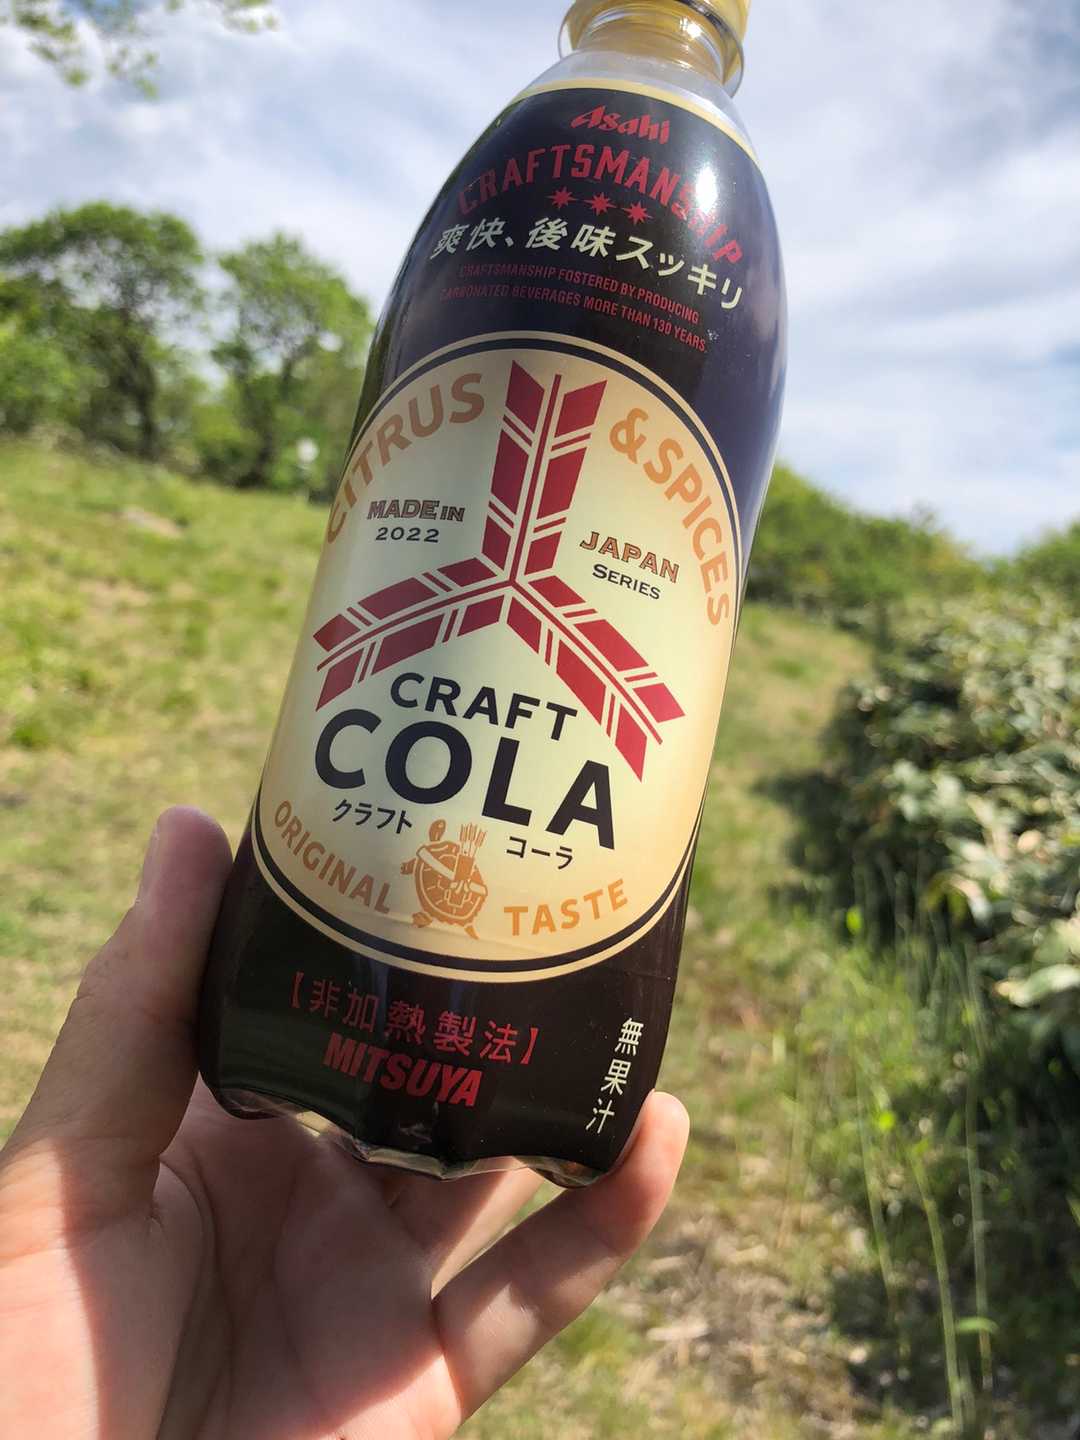 Asahi
CRAFTSMANSHIP
爽快、後味スッキリ
CRAFTSMANSHIP FOSTERED BY PRODUCING
CARBONATED BEVERAGES MORE THAN 130 YEARS.
CITRUS & SPICES
MADE IN
2022
JAPAN
SERIES
CRAFT
COLA
クラフト
コーラ
ORIGINAL TASTE
【非加熱製法】
MITSUYA
無果汁